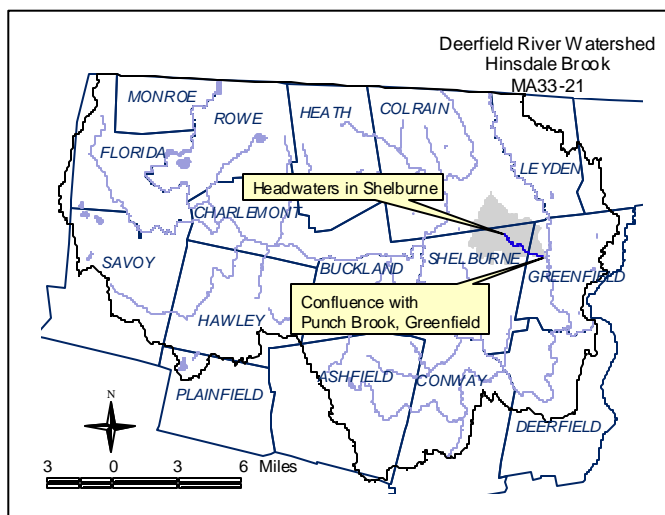 Deerfield River Watershed
Hinsdale Brook
MA33-21
MONROE
ROWE
HEATH
COLRAIN
FLORIDA
LEYDEN
Headwaters in Shelburne
CHARLEMONT
SAVOY
BUCKLAND
SHELBURNE
GREENFIELD
Confluence with
Punch Brook, Greenfield
HAWLEY
ASHFIELD
CONWAY
PLAINFIELD
DEERFIELD
N
3 0 3 6 Miles